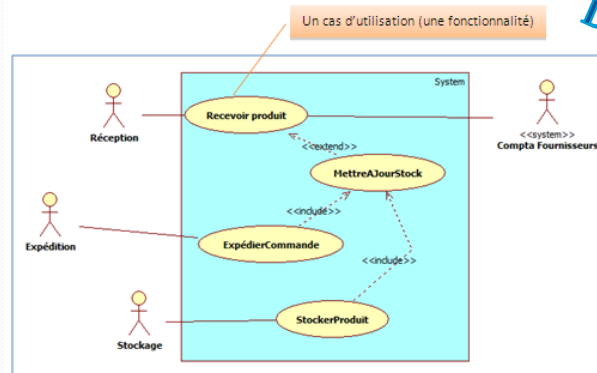 Un cas d'utilisation (une fonctionnalité)
System
Réception
Recevoir produit
<<system>>
Compta Fournisseurs
<<extend>>
MettreAJourStock
<<include>>
Expédition
ExpédierCommande
<<include>>
StockerProduit
Stockage